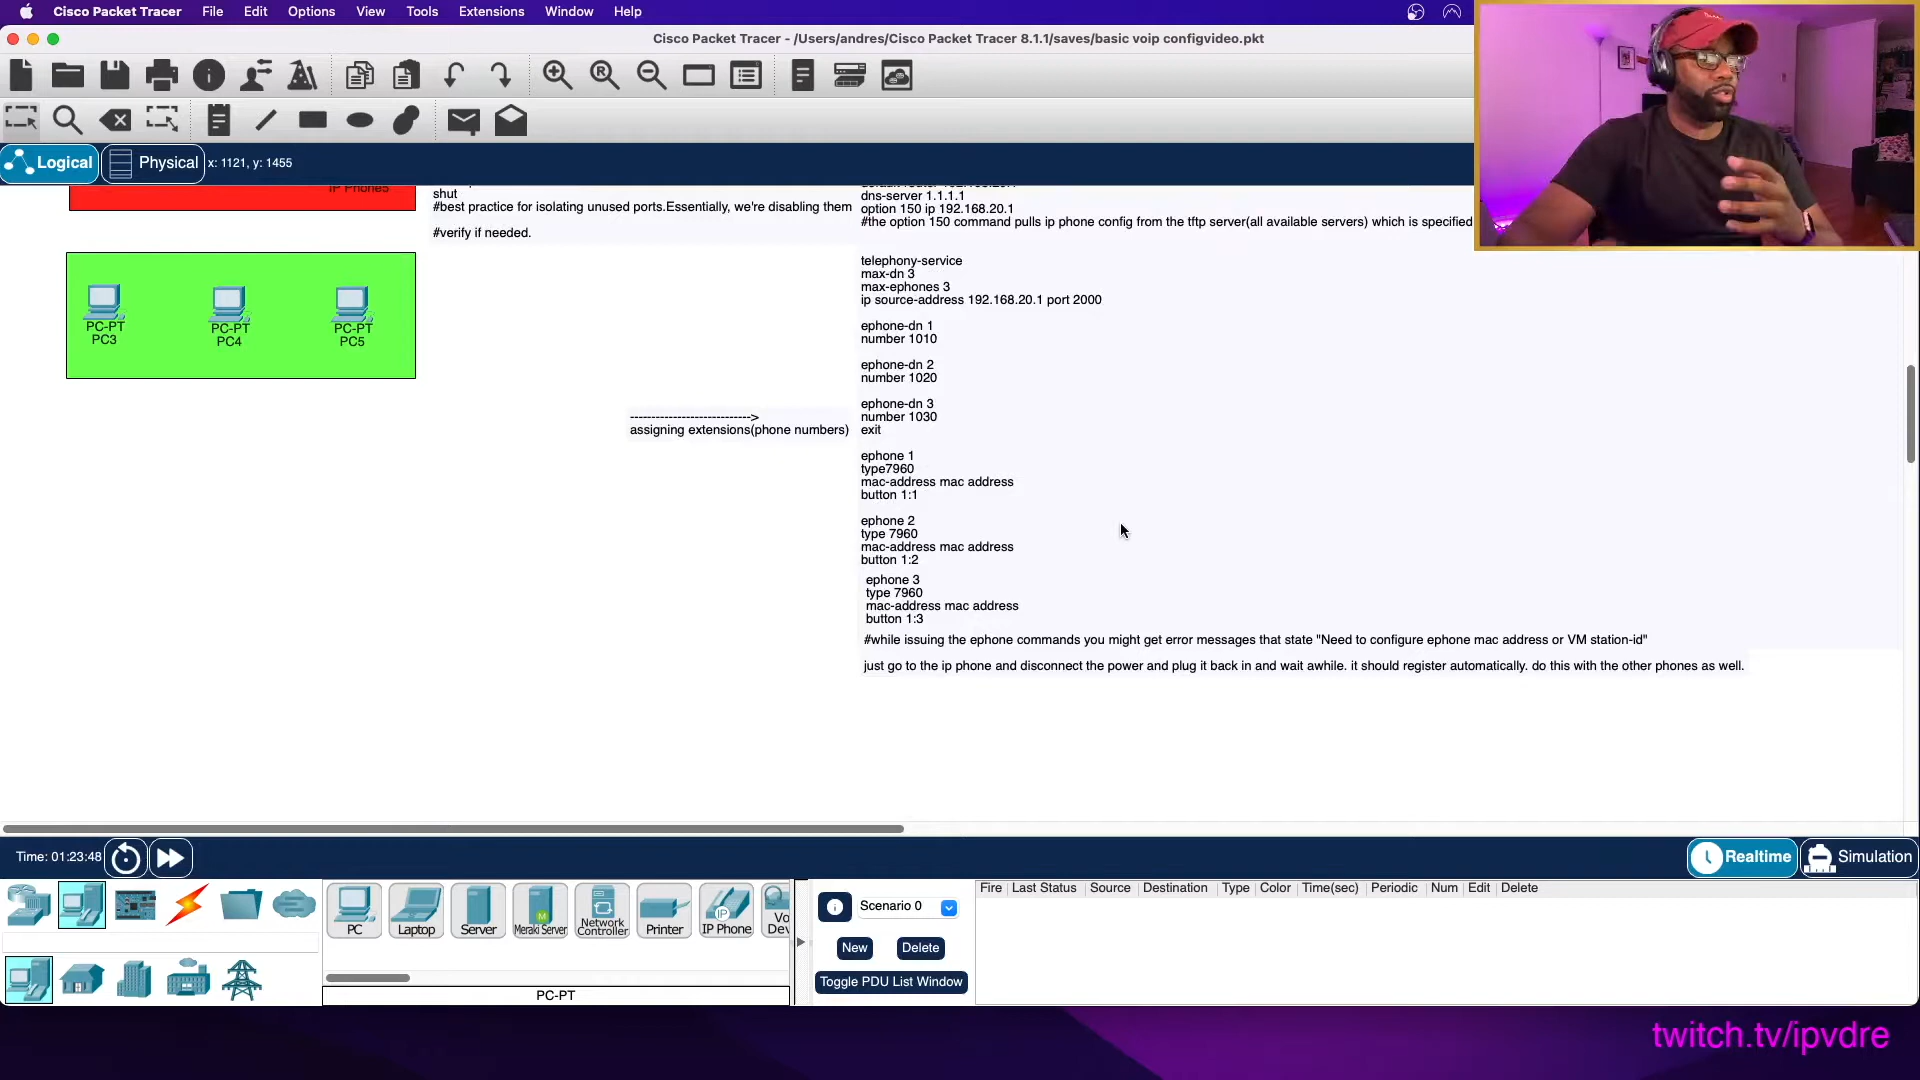 Cisco Packet Tracer File Edit Options View Tools Extensions Window Help
Cisco Packet Tracer - /Users/andres/Cisco Packet Tracer 8.1.1/saves/basic voip configvideo.pkt
Logical Physical x: 1121, y: 1455
IP Phone5
shut
#best practice for isolating unused ports.Essentially, we're disabling them
#verify if needed.
dns-server 1.1.1.1
option 150 ip 192.168.20.1
#the option 150 command pulls ip phone config from the tftp server(all available servers) which is specified
telephony-service
max-dn 3
max-ephones 3
ip source-address 192.168.20.1 port 2000
ephone-dn 1
number 1010
ephone-dn 2
number 1020
ephone-dn 3
number 1030
exit
PC-PT
PC3
PC-PT
PC4
PC-PT
PC5
---------------------------->
assigning extensions(phone numbers)
ephone 1
type7960
mac-address mac address
button 1:1
ephone 2
type 7960
mac-address mac address
button 1:2
ephone 3
type 7960
mac-address mac address
button 1:3
#while issuing the ephone commands you might get error messages that state "Need to configure ephone mac address or VM station-id"
just go to the ip phone and disconnect the power and plug it back in and wait awhile. it should register automatically. do this with the other phones as well.
Time: 01:23:48
Realtime Simulation
PC Laptop Server Meraki Server Network Controller Printer IP Phone Vo Dev
PC-PT
Scenario 0
New Delete
Toggle PDU List Window
Fire Last Status Source Destination Type Color Time(sec) Periodic Num Edit Delete
twitch.tv/ipvdre